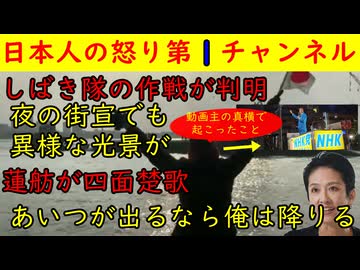 日本人の怒り第1チャンネル
しばき隊の作戦が判明
夜の街宣でも
異様な光景が
動画主の真横で
起こったこと
NHK NHK
蓮舫が四面楚歌
あいつが出るなら俺は降りる